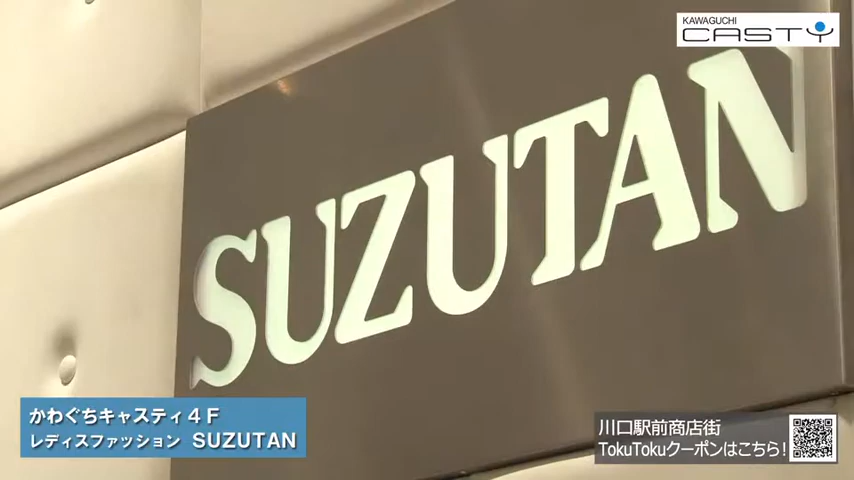 KAWAGUCHI
CASTY
SUZUTAN
かわぐちキャスティ4F
レディスファッション SUZUTAN
川口駅前商店街
TokuTokuクーポンはこちら!